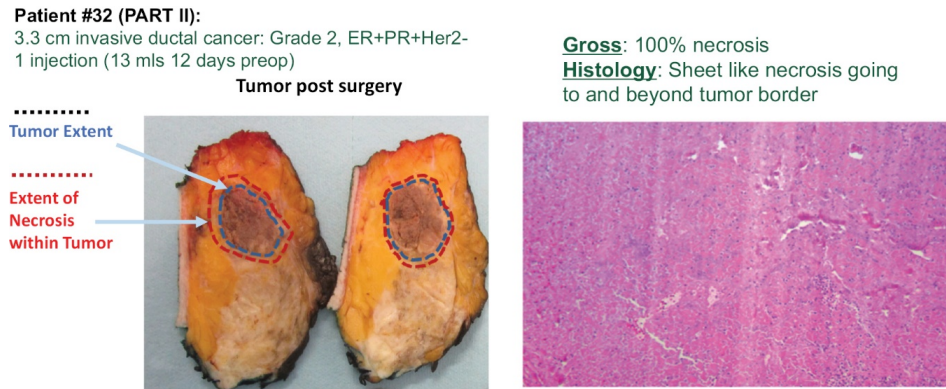 Patient #32 (PART II):
3.3 cm invasive ductal cancer: Grade 2, ER+PR+Her2-
1 injection (13 mls 12 days preop)
Tumor post surgery
Tumor Extent
Extent of
Necrosis
within Tumor
Gross: 100% necrosis
Histology: Sheet like necrosis going
to and beyond tumor border